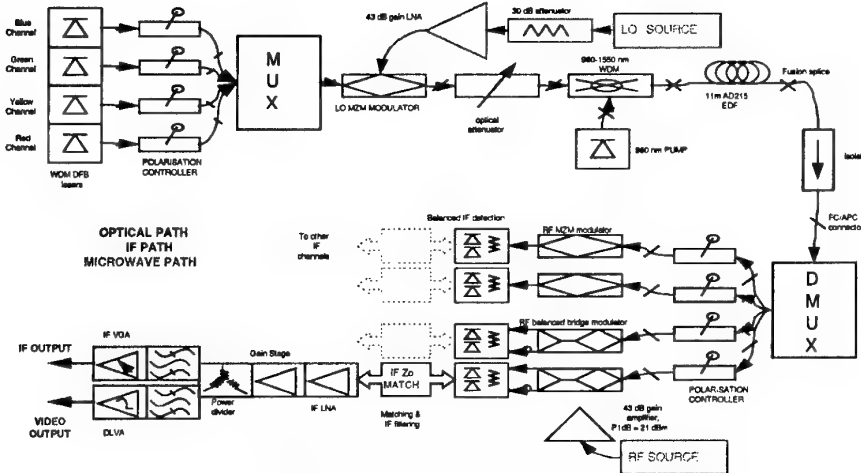 Blue
Channel
Green
Channel
Yellow
Channel
Red
Channel
WDM DFB
lasers
POLARISATION
CONTROLLER
MUX
43 dB gain LNA
30 dB attenuator
LO SOURCE
LO MZM MODULATOR
optical
attenuator
980-1550 nm
WDM
980 nm PUMP
11m AD215
EDF
Fusion splice
FC/APC
connector
DMUX
OPTICAL PATH
IF PATH
MICROWAVE PATH
To other
IF
channels
Balanced IF detection
RF MZM modulator
RF balanced bridge modulator
POLARISATION
CONTROLLER
IF VGA
IF OUTPUT
VIDEO
OUTPUT
DLVA
Power
divider
Gain Stage
IF LNA
IF Zo
MATCH
Matching &
IF filtering
43 dB gain
amplifier,
P1dB = 21 dBm
RF SOURCE